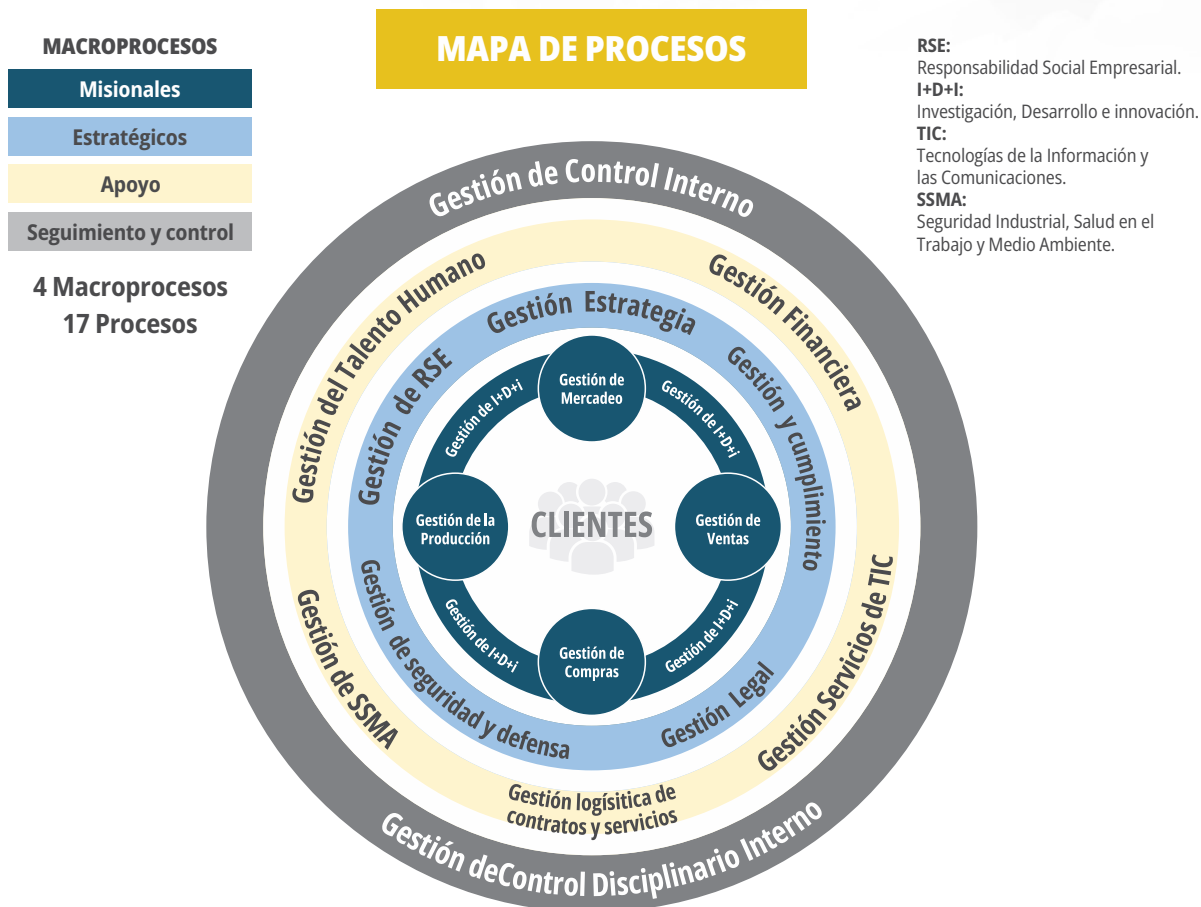 MACROPROCESOS
Misionales
Estratégicos
Apoyo
Seguimiento y control
4 Macroprocesos
17 Procesos
MAPA DE PROCESOS
RSE:
Responsabilidad Social Empresarial.
I+D+I:
Investigación, Desarrollo e innovación.
TIC:
Tecnologías de la Información y
las Comunicaciones.
SSMA:
Seguridad Industrial, Salud en el
Trabajo y Medio Ambiente.
Gestión de Control Interno
Gestión del Talento Humano
Gestión Financiera
Gestión Estrategia
Gestión de RSE
Gestión y cumplimiento
Gestión de
Mercadeo
Gestión de I+D+i
Gestión de I+D+i
Gestión de la
Producción
CLIENTES
Gestión de
Ventas
Gestión de I+D+i
Gestión de I+D+i
Gestión de
Compras
Gestión de seguridad y defensa
Gestión Legal
Gestión de SSMA
Gestión Servicios de TIC
Gestión logísitica de
contratos y servicios
Gestión deControl Disciplinario Interno